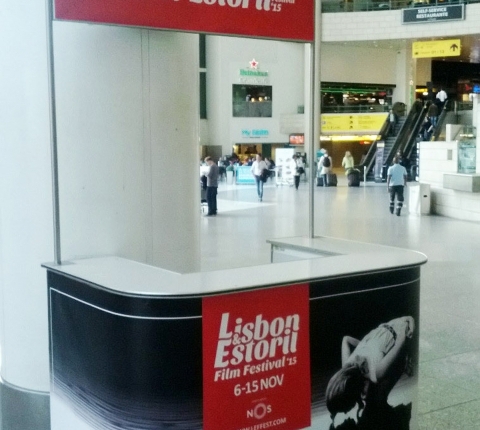 Estoril
'15
SELF-SERVICE
RESTAURANTE
Heineken
Lisbon
& Estoril
Film Festival '15
6-15 NOV
NOS